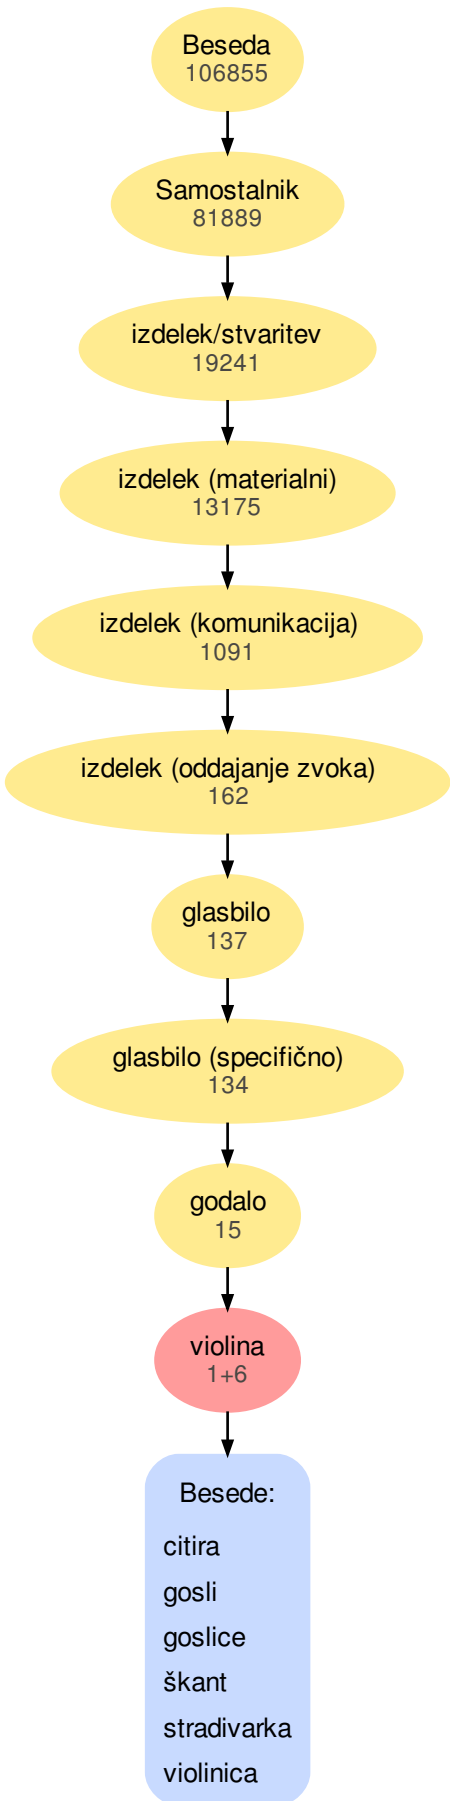 Beseda
106855
Samostalnik
81889
izdelek/stvaritev
19241
izdelek (materialni)
13175
izdelek (komunikacija)
1091
izdelek (oddajanje zvoka)
162
glasbilo
137
glasbilo (specifično)
134
godalo
15
violina
1+6
Besede:
citira
gosli
goslice
škant
stradivarka
violinica